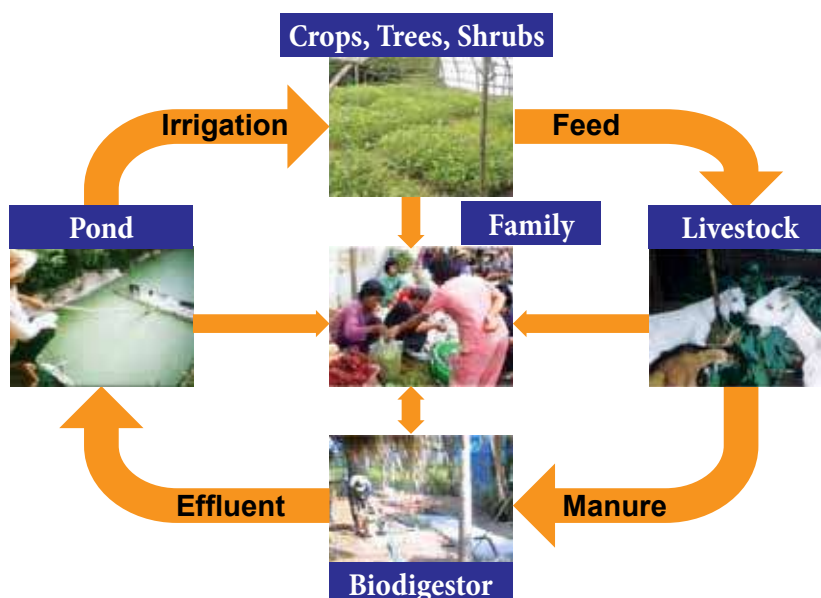 Crops, Trees, Shrubs
Irrigation
Feed
Pond
Family
Livestock
Effluent
Manure
Biodigestor